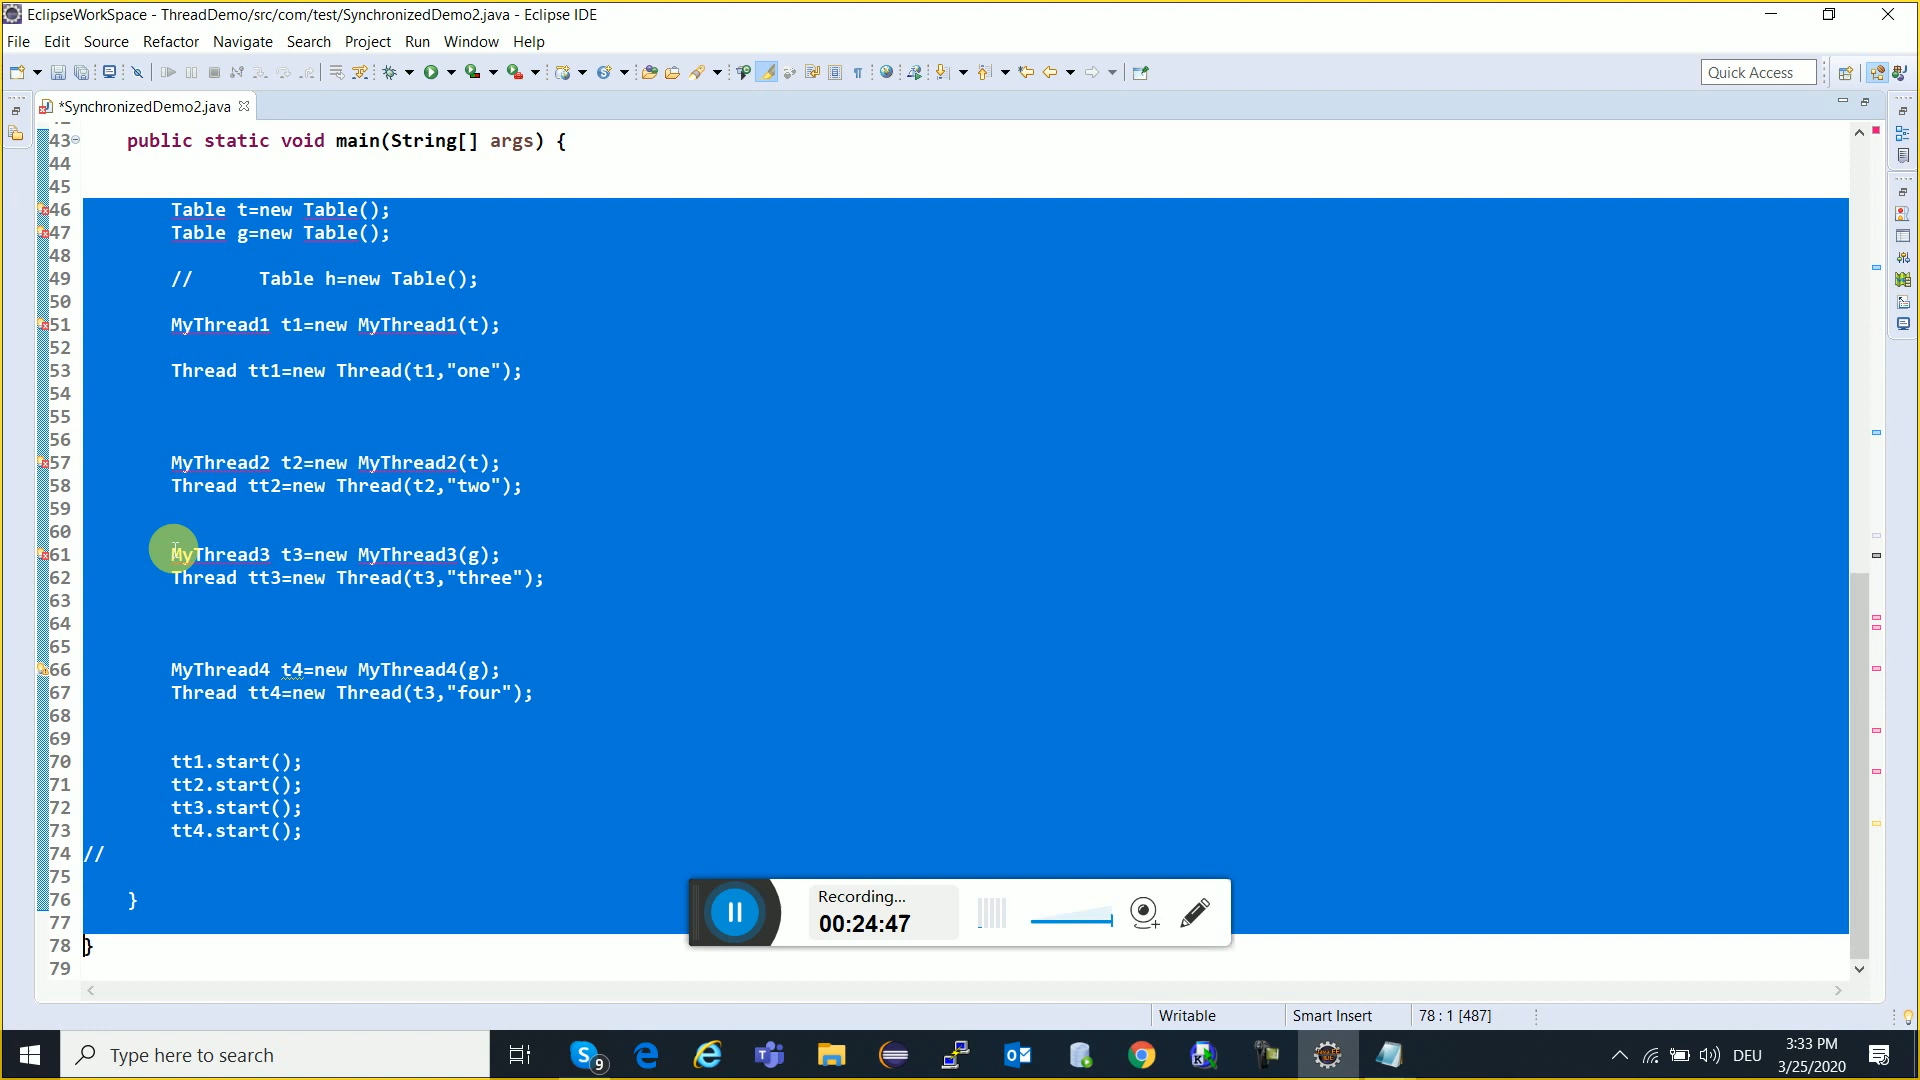 EclipseWorkSpace - ThreadDemo/src/com/test/SynchronizedDemo2.java - Eclipse IDE
File Edit Source Refactor Navigate Search Project Run Window Help
Quick Access
*SynchronizedDemo2.java
43 public static void main(String[] args) {
44
45
46 Table t=new Table();
47 Table g=new Table();
48
49 // Table h=new Table();
50
51 MyThread1 t1=new MyThread1(t);
52
53 Thread tt1=new Thread(t1,"one");
54
55
56
57 MyThread2 t2=new MyThread2(t);
58 Thread tt2=new Thread(t2,"two");
59
60
61 MyThread3 t3=new MyThread3(g);
62 Thread tt3=new Thread(t3,"three");
63
64
65
66 MyThread4 t4=new MyThread4(g);
67 Thread tt4=new Thread(t3,"four");
68
69
70 tt1.start();
71 tt2.start();
72 tt3.start();
73 tt4.start();
74 //
75
76 }
77
78 }
79
Recording...
00:24:47
Writable Smart Insert 78 : 1 [487]
Type here to search
9
DEU
3:33 PM
3/25/2020